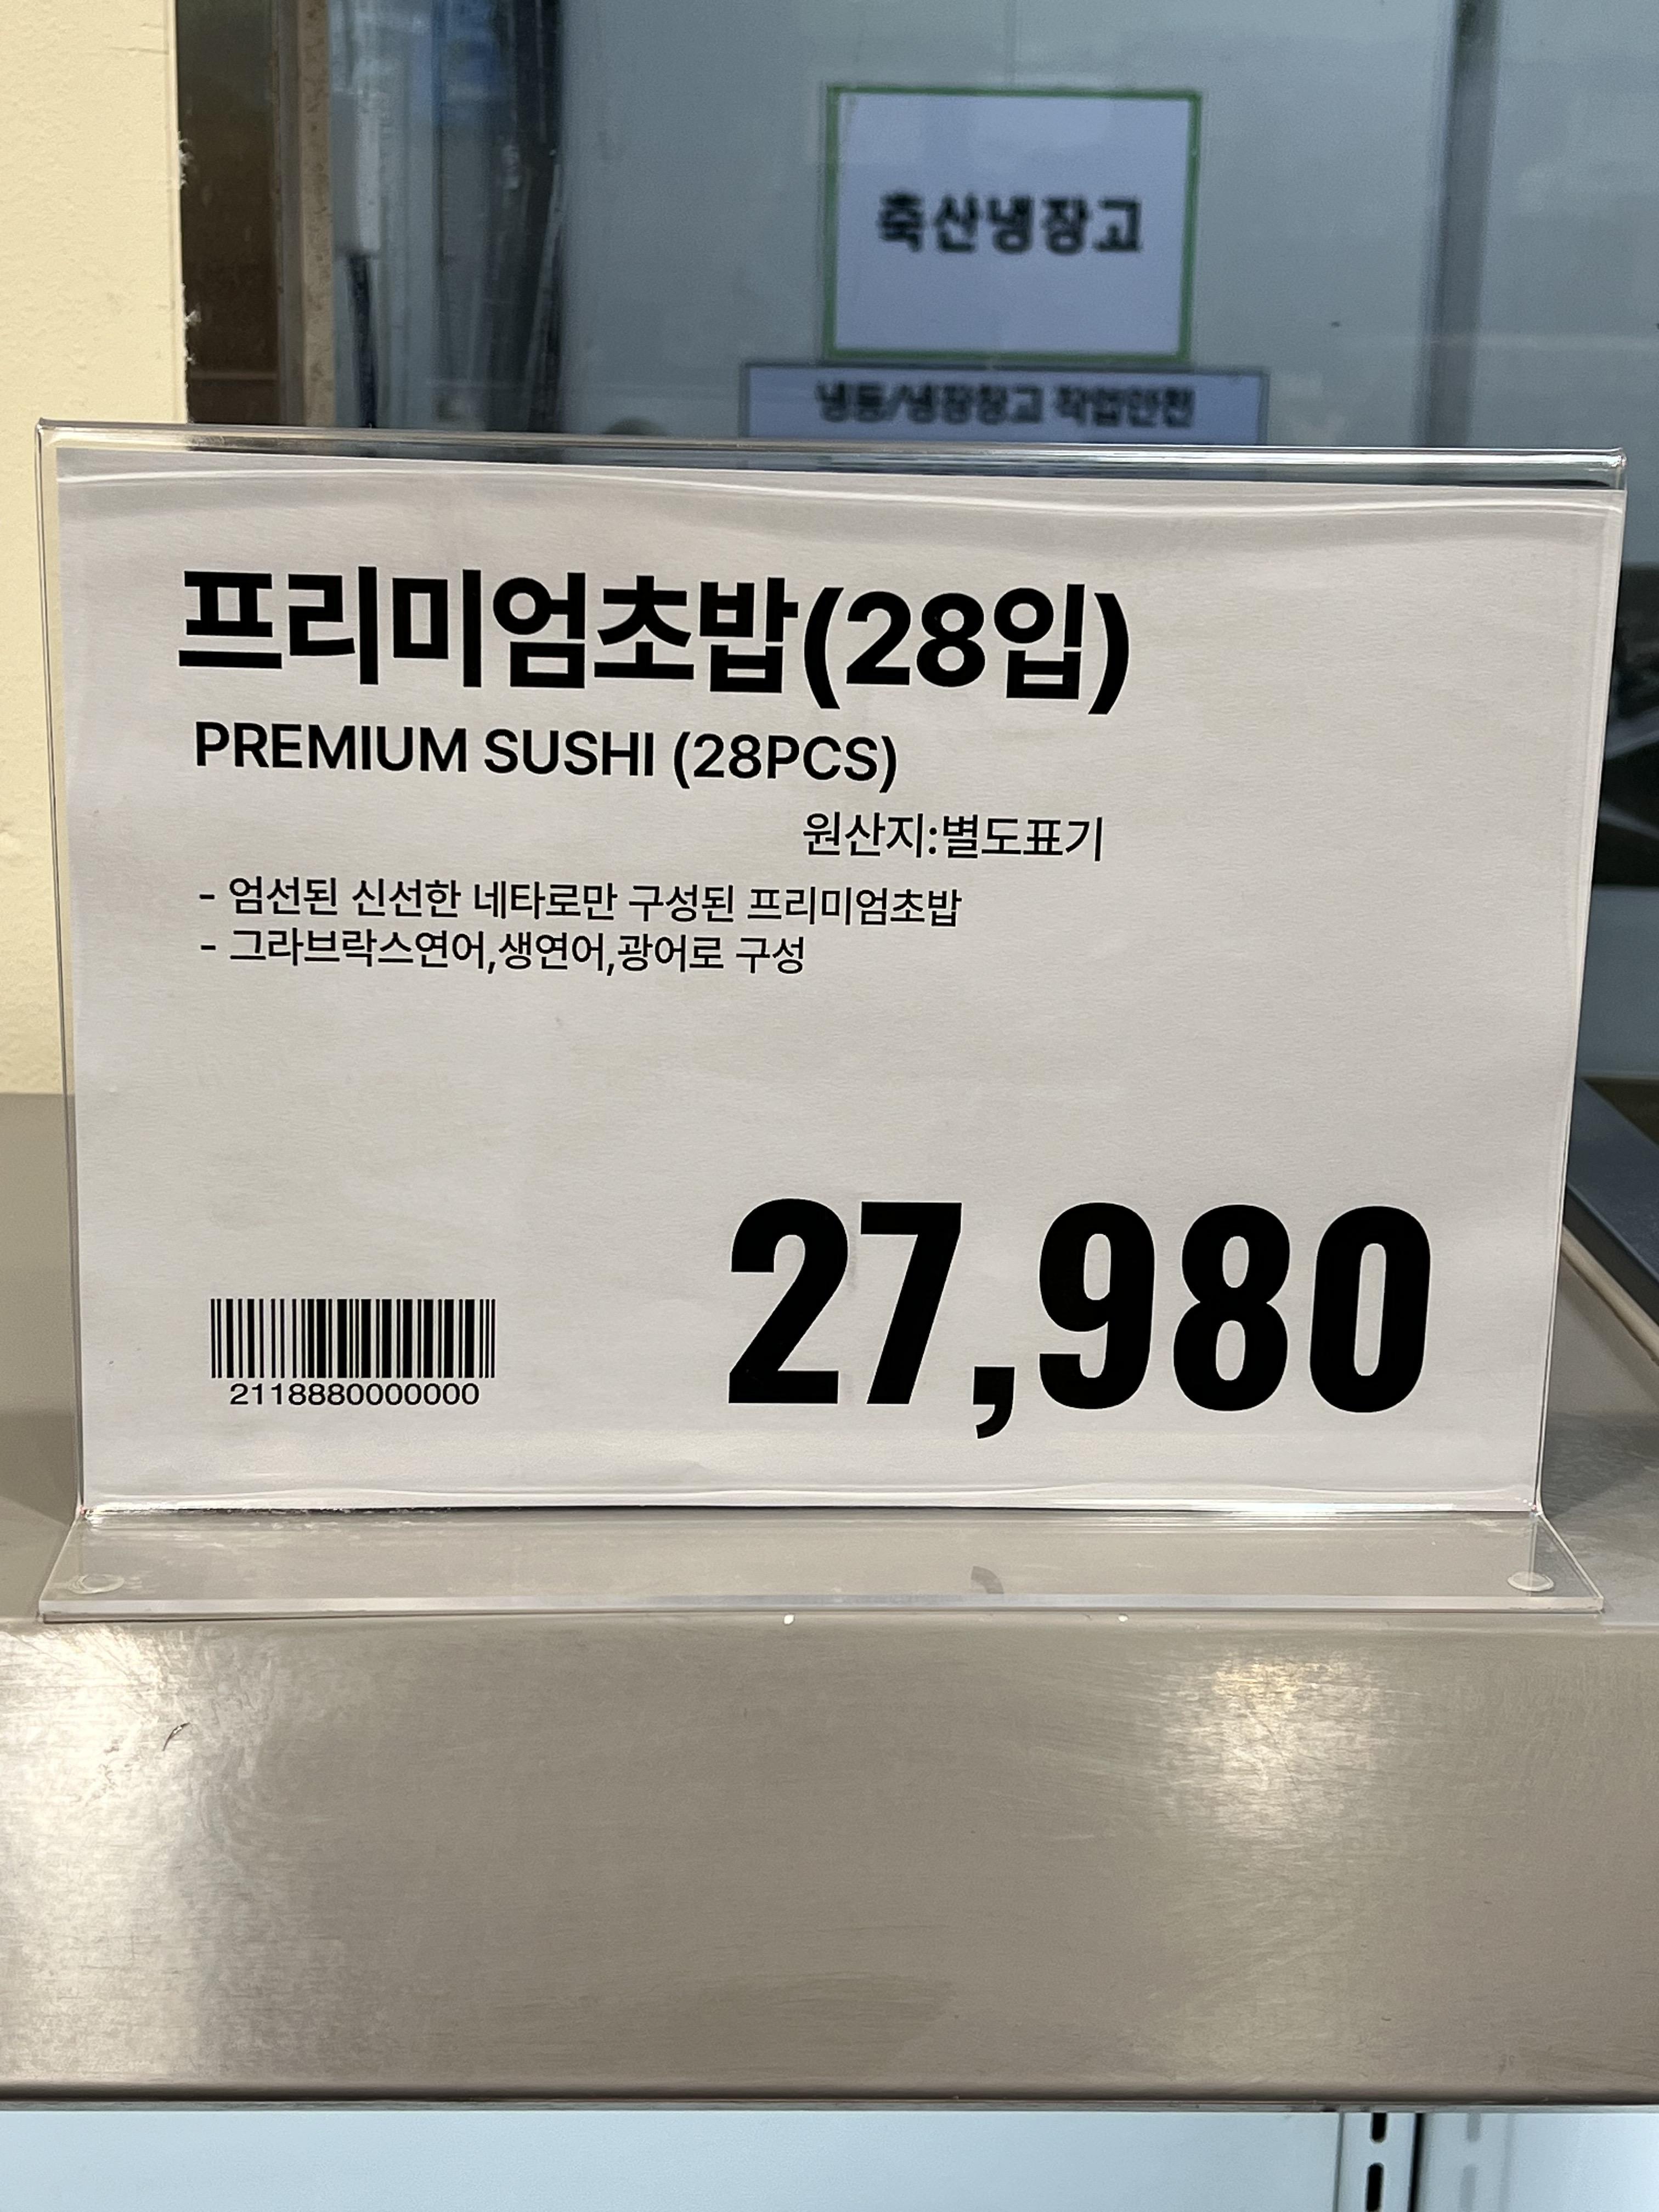 축산냉장고
냉동/냉장창고 작업안전
프리미엄초밥(28입)
PREMIUM SUSHI (28PCS)
원산지:별도표기
- 엄선된 신선한 네타로만 구성된 프리미엄초밥
- 그라브락스연어,생연어,광어로 구성
27,980
2118880000000